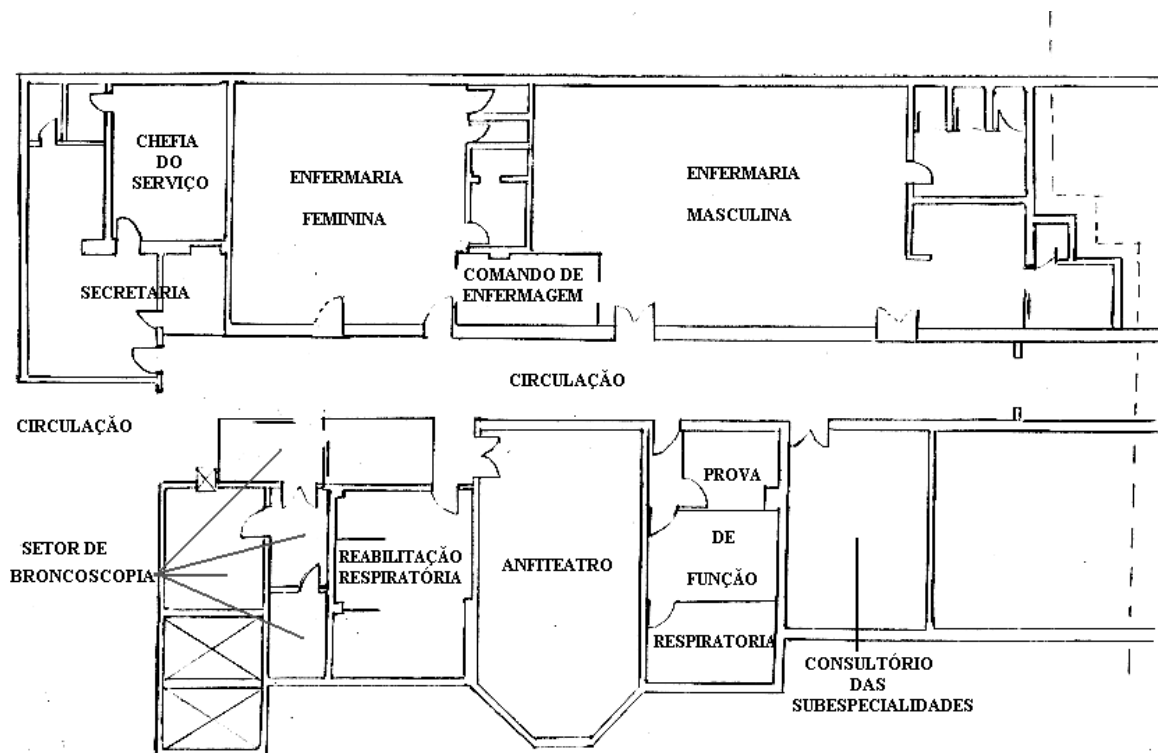 CHEFIA
DO
SERVIÇO
ENFERMARIA
FEMININA
ENFERMARIA
MASCULINA
COMANDO DE
ENFERMAGEM
SECRETARIA
CIRCULAÇÃO
CIRCULAÇÃO
SETOR DE
BRONCOSCOPIA
REABILITAÇÃO
RESPIRATÓRIA
ANFITEATRO
PROVA
DE
FUNÇÃO
RESPIRATORIA
CONSULTÓRIO
DAS
SUBESPECIALIDADES